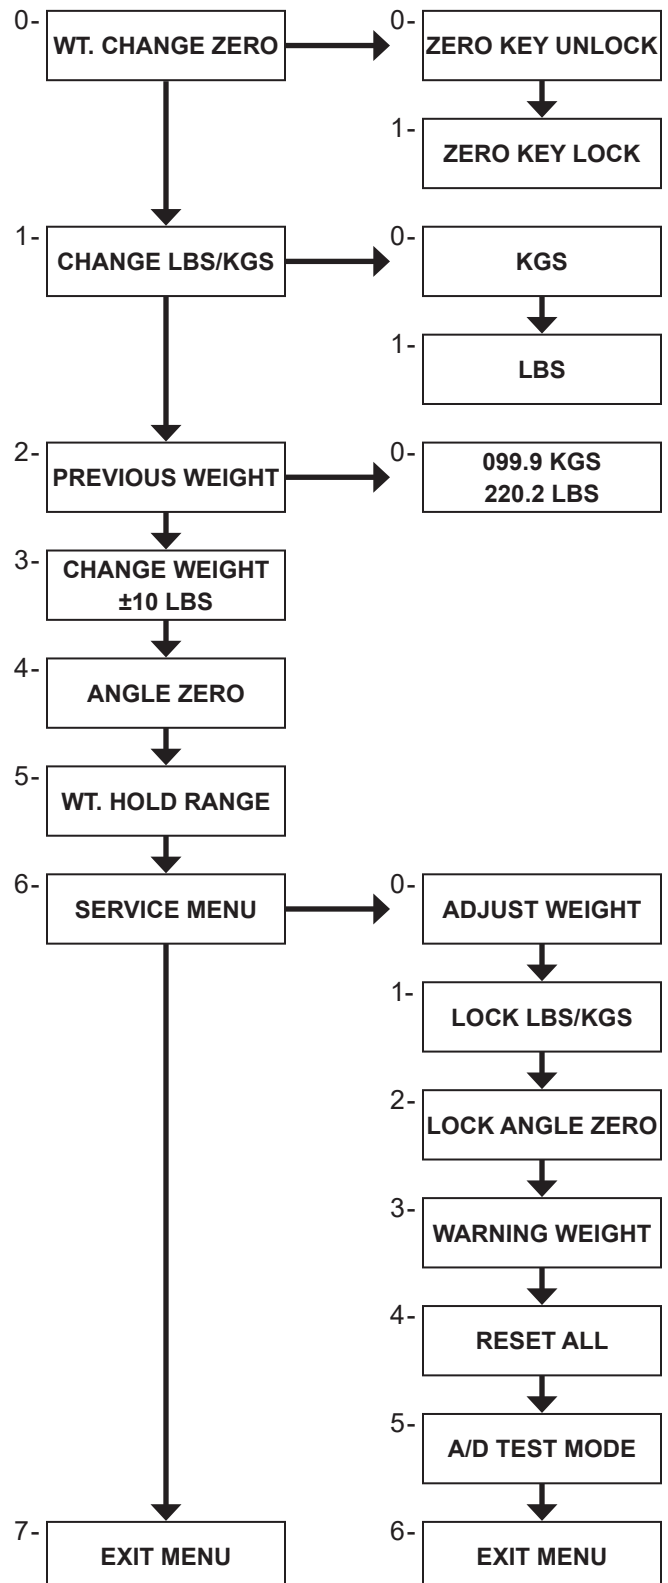 0- WT. CHANGE ZERO 0- ZERO KEY UNLOCK
1- ZERO KEY LOCK
1- CHANGE LBS/KGS 0- KGS
1- LBS
2- PREVIOUS WEIGHT 0- 099.9 KGS
220.2 LBS
3- CHANGE WEIGHT
±10 LBS
4- ANGLE ZERO
5- WT. HOLD RANGE
6- SERVICE MENU 0- ADJUST WEIGHT
1- LOCK LBS/KGS
2- LOCK ANGLE ZERO
3- WARNING WEIGHT
4- RESET ALL
5- A/D TEST MODE
7- EXIT MENU 6- EXIT MENU